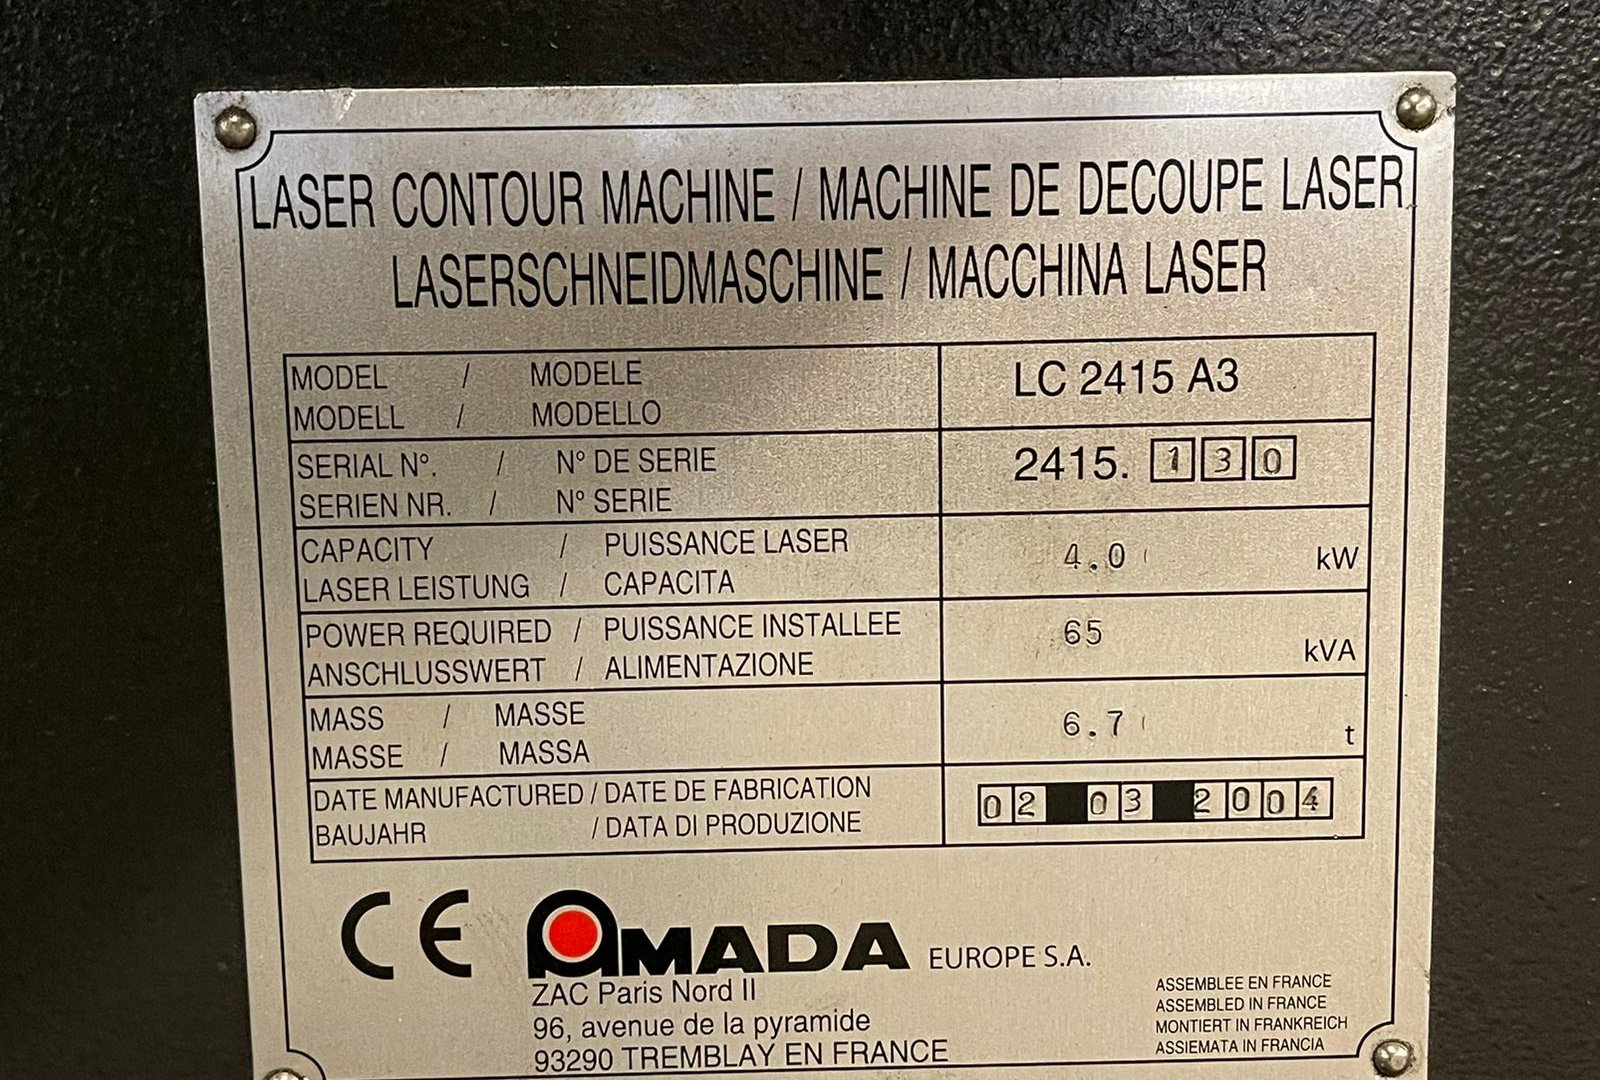 LASER CONTOUR MACHINE / MACHINE DE DECOUPE LASER
LASERSCHNEIDMASCHINE / MACCHINA LASER
MODEL / MODELE
MODELL / MODELLO
LC 2415 A3
SERIAL N°. / N° DE SERIE
SERIEN NR. / N° SERIE
2415. 130
CAPACITY / PUISSANCE LASER
LASER LEISTUNG / CAPACITA
4.0 kW
POWER REQUIRED / PUISSANCE INSTALLEE
ANSCHLUSSWERT / ALIMENTAZIONE
65 kVA
MASS / MASSE
MASSE / MASSA
6.7 t
DATE MANUFACTURED / DATE DE FABRICATION
BAUJAHR / DATA DI PRODUZIONE
02 03 2004
CE AMADA EUROPE S.A.
ZAC Paris Nord II
96, avenue de la pyramide
93290 TREMBLAY EN FRANCE
ASSEMBLEE EN FRANCE
ASSEMBLED IN FRANCE
MONTIERT IN FRANKREICH
ASSIEMATA IN FRANCIA